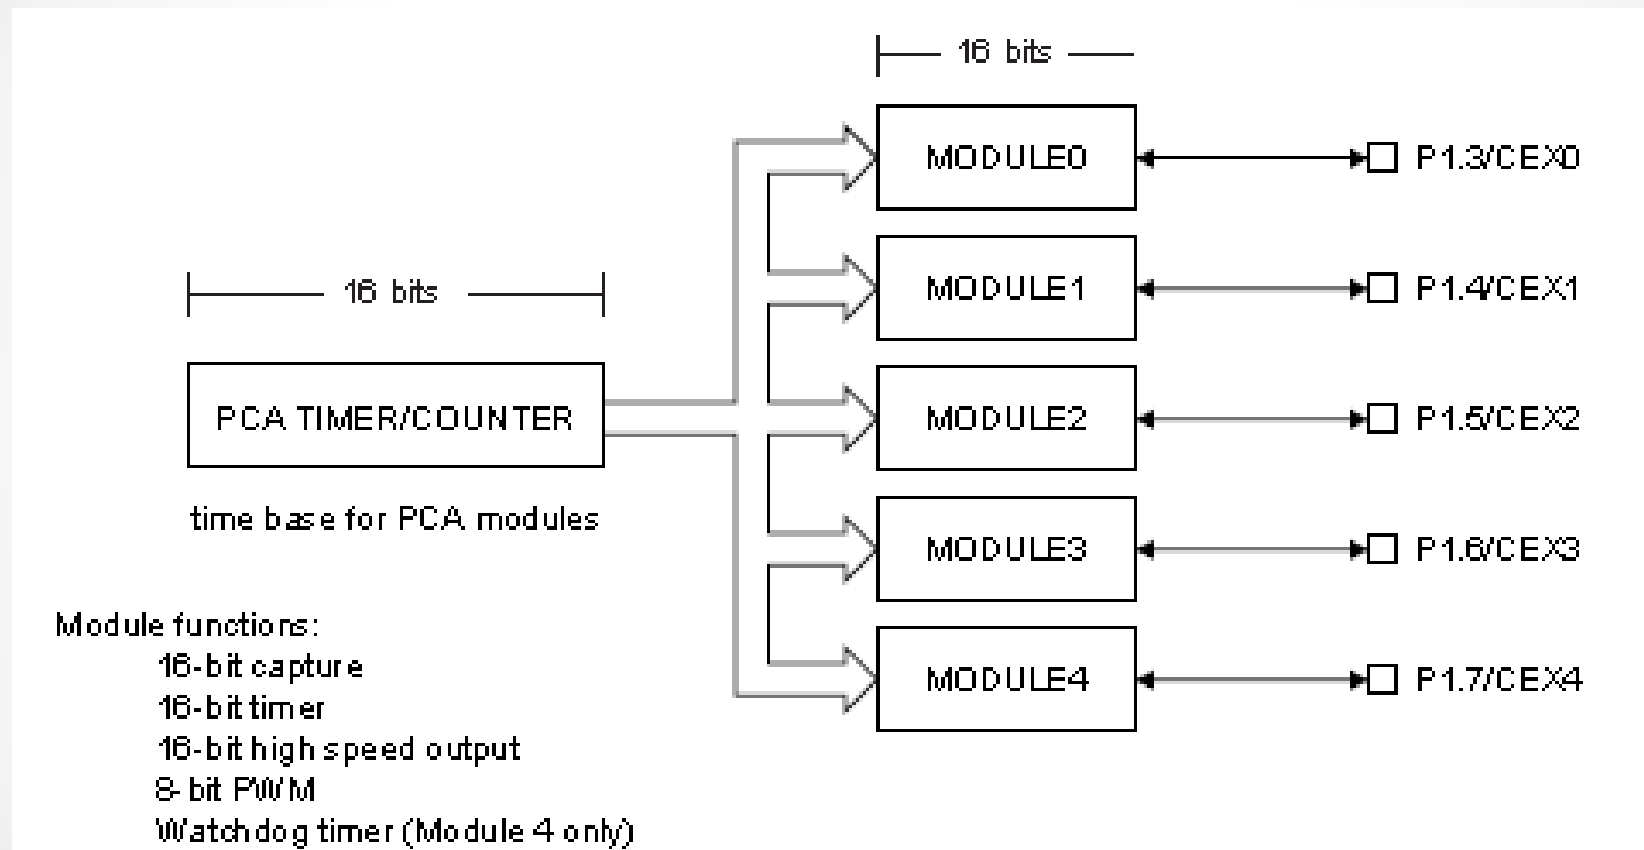 16 bits
MODULE0
P1.3/CEX0
MODULE1
P1.4/CEX1
16 bits
PCA TIMER/COUNTER
MODULE2
P1.5/CEX2
time base for PCA modules
MODULE3
P1.6/CEX3
Module functions:
16-bit capture
16-bit timer
16-bit high speed output
8-bit PWM
Watchdog timer (Module 4 only)
MODULE4
P1.7/CEX4